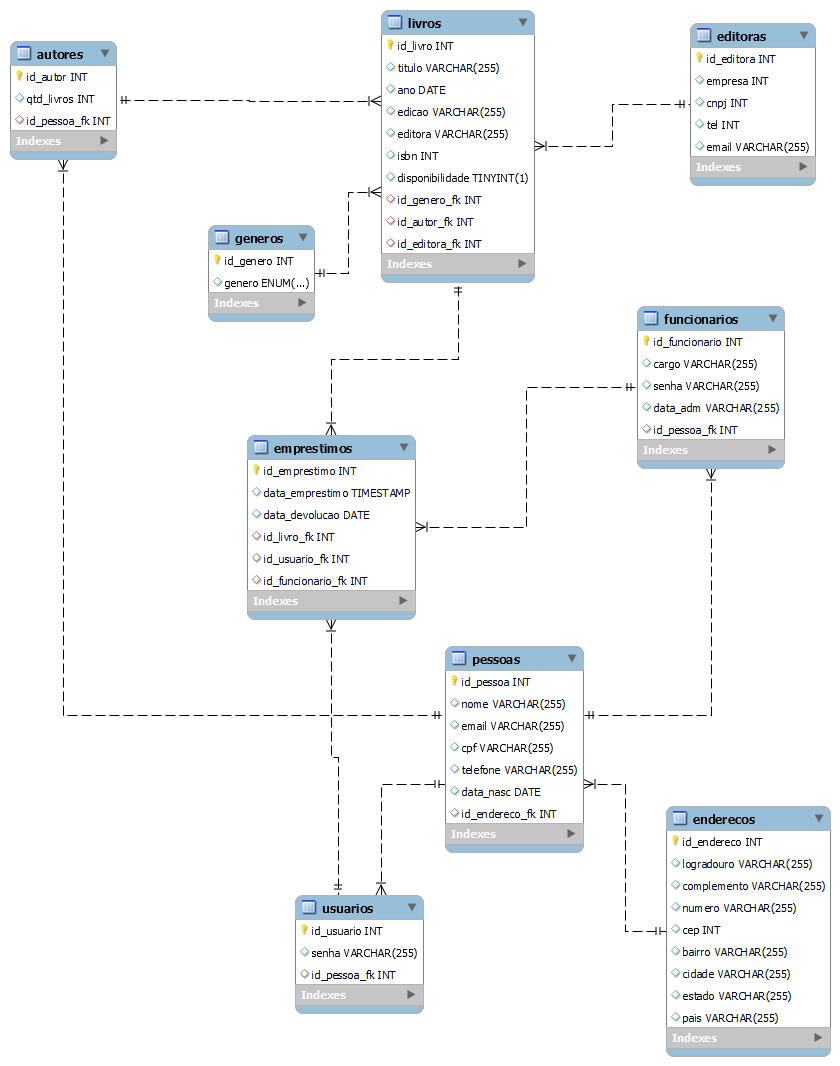 autores
id_autor INT
qtd_livros INT
id_pessoa_fk INT
Indexes
livros
id_livro INT
titulo VARCHAR(255)
ano DATE
edicao VARCHAR(255)
editora VARCHAR(255)
isbn INT
disponibilidade TINYINT(1)
id_genero_fk INT
id_autor_fk INT
id_editora_fk INT
Indexes
editoras
id_editora INT
empresa INT
cnpj INT
tel INT
email VARCHAR(255)
Indexes
generos
id_genero INT
genero ENUM(...)
Indexes
funcionarios
id_funcionario INT
cargo VARCHAR(255)
senha VARCHAR(255)
data_adm VARCHAR(255)
id_pessoa_fk INT
Indexes
emprestimos
id_emprestimo INT
data_emprestimo TIMESTAMP
data_devolucao DATE
id_livro_fk INT
id_usuario_fk INT
id_funcionario_fk INT
Indexes
pessoas
id_pessoa INT
nome VARCHAR(255)
email VARCHAR(255)
cpf VARCHAR(255)
telefone VARCHAR(255)
data_nasc DATE
id_endereco_fk INT
Indexes
enderecos
id_endereco INT
logradouro VARCHAR(255)
complemento VARCHAR(255)
numero VARCHAR(255)
cep INT
bairro VARCHAR(255)
cidade VARCHAR(255)
estado VARCHAR(255)
pais VARCHAR(255)
Indexes
usuarios
id_usuario INT
senha VARCHAR(255)
id_pessoa_fk INT
Indexes